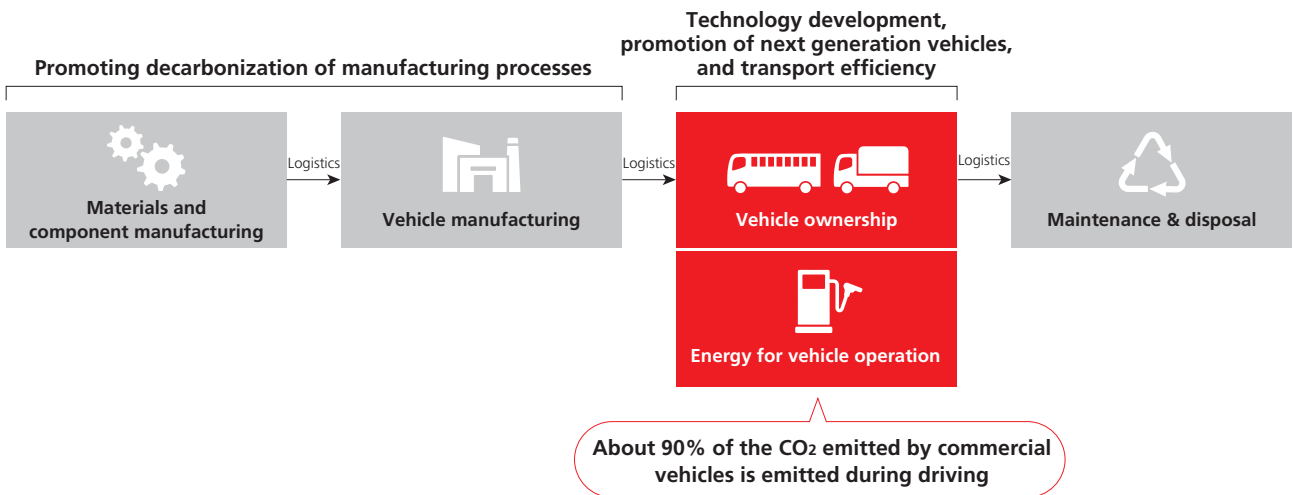 Promoting decarbonization of manufacturing processes
Technology development,
promotion of next generation vehicles,
and transport efficiency
Materials and
component manufacturing
Logistics
Vehicle manufacturing
Logistics
Vehicle ownership
Logistics
Maintenance & disposal
Energy for vehicle operation
About 90% of the CO2 emitted by commercial
vehicles is emitted during driving